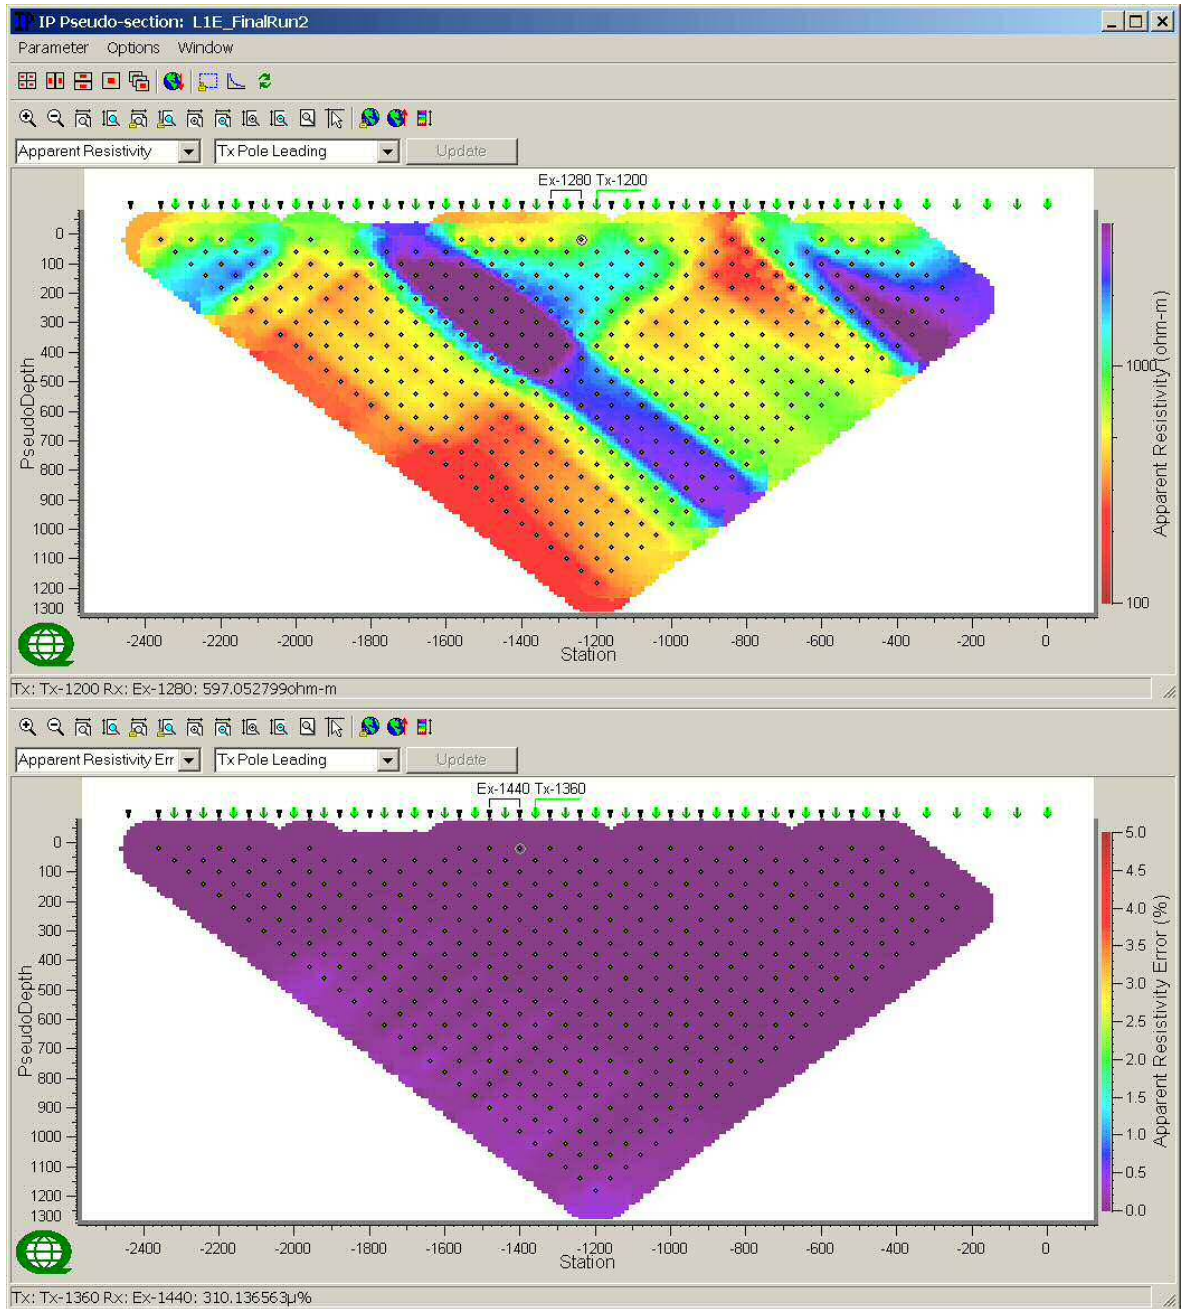 IP Pseudo-section: L1E_FinalRun2
Parameter Options Window
Apparent Resistivity Tx Pole Leading Update
Ex-1280 Tx-1200
0
100
200
300
400
500
600
700
800
900
1000
1100
1200
1300
PseudoDepth
-2400 -2200 -2000 -1800 -1600 -1400 -1200 -1000 -800 -600 -400 -200 0
Station
1000
100
Apparent Resistivity (ohm-m)
Tx: Tx-1200 Rx: Ex-1280: 597.052799ohm-m
Apparent Resistivity Err Tx Pole Leading Update
Ex-1440 Tx-1360
0
100
200
300
400
500
600
700
800
900
1000
1100
1200
1300
PseudoDepth
-2400 -2200 -2000 -1800 -1600 -1400 -1200 -1000 -800 -600 -400 -200 0
Station
5.0
4.5
4.0
3.5
3.0
2.5
2.0
1.5
1.0
0.5
0.0
Apparent Resistivity Error (%)
Tx: Tx-1360 Rx: Ex-1440: 310.136563µ%